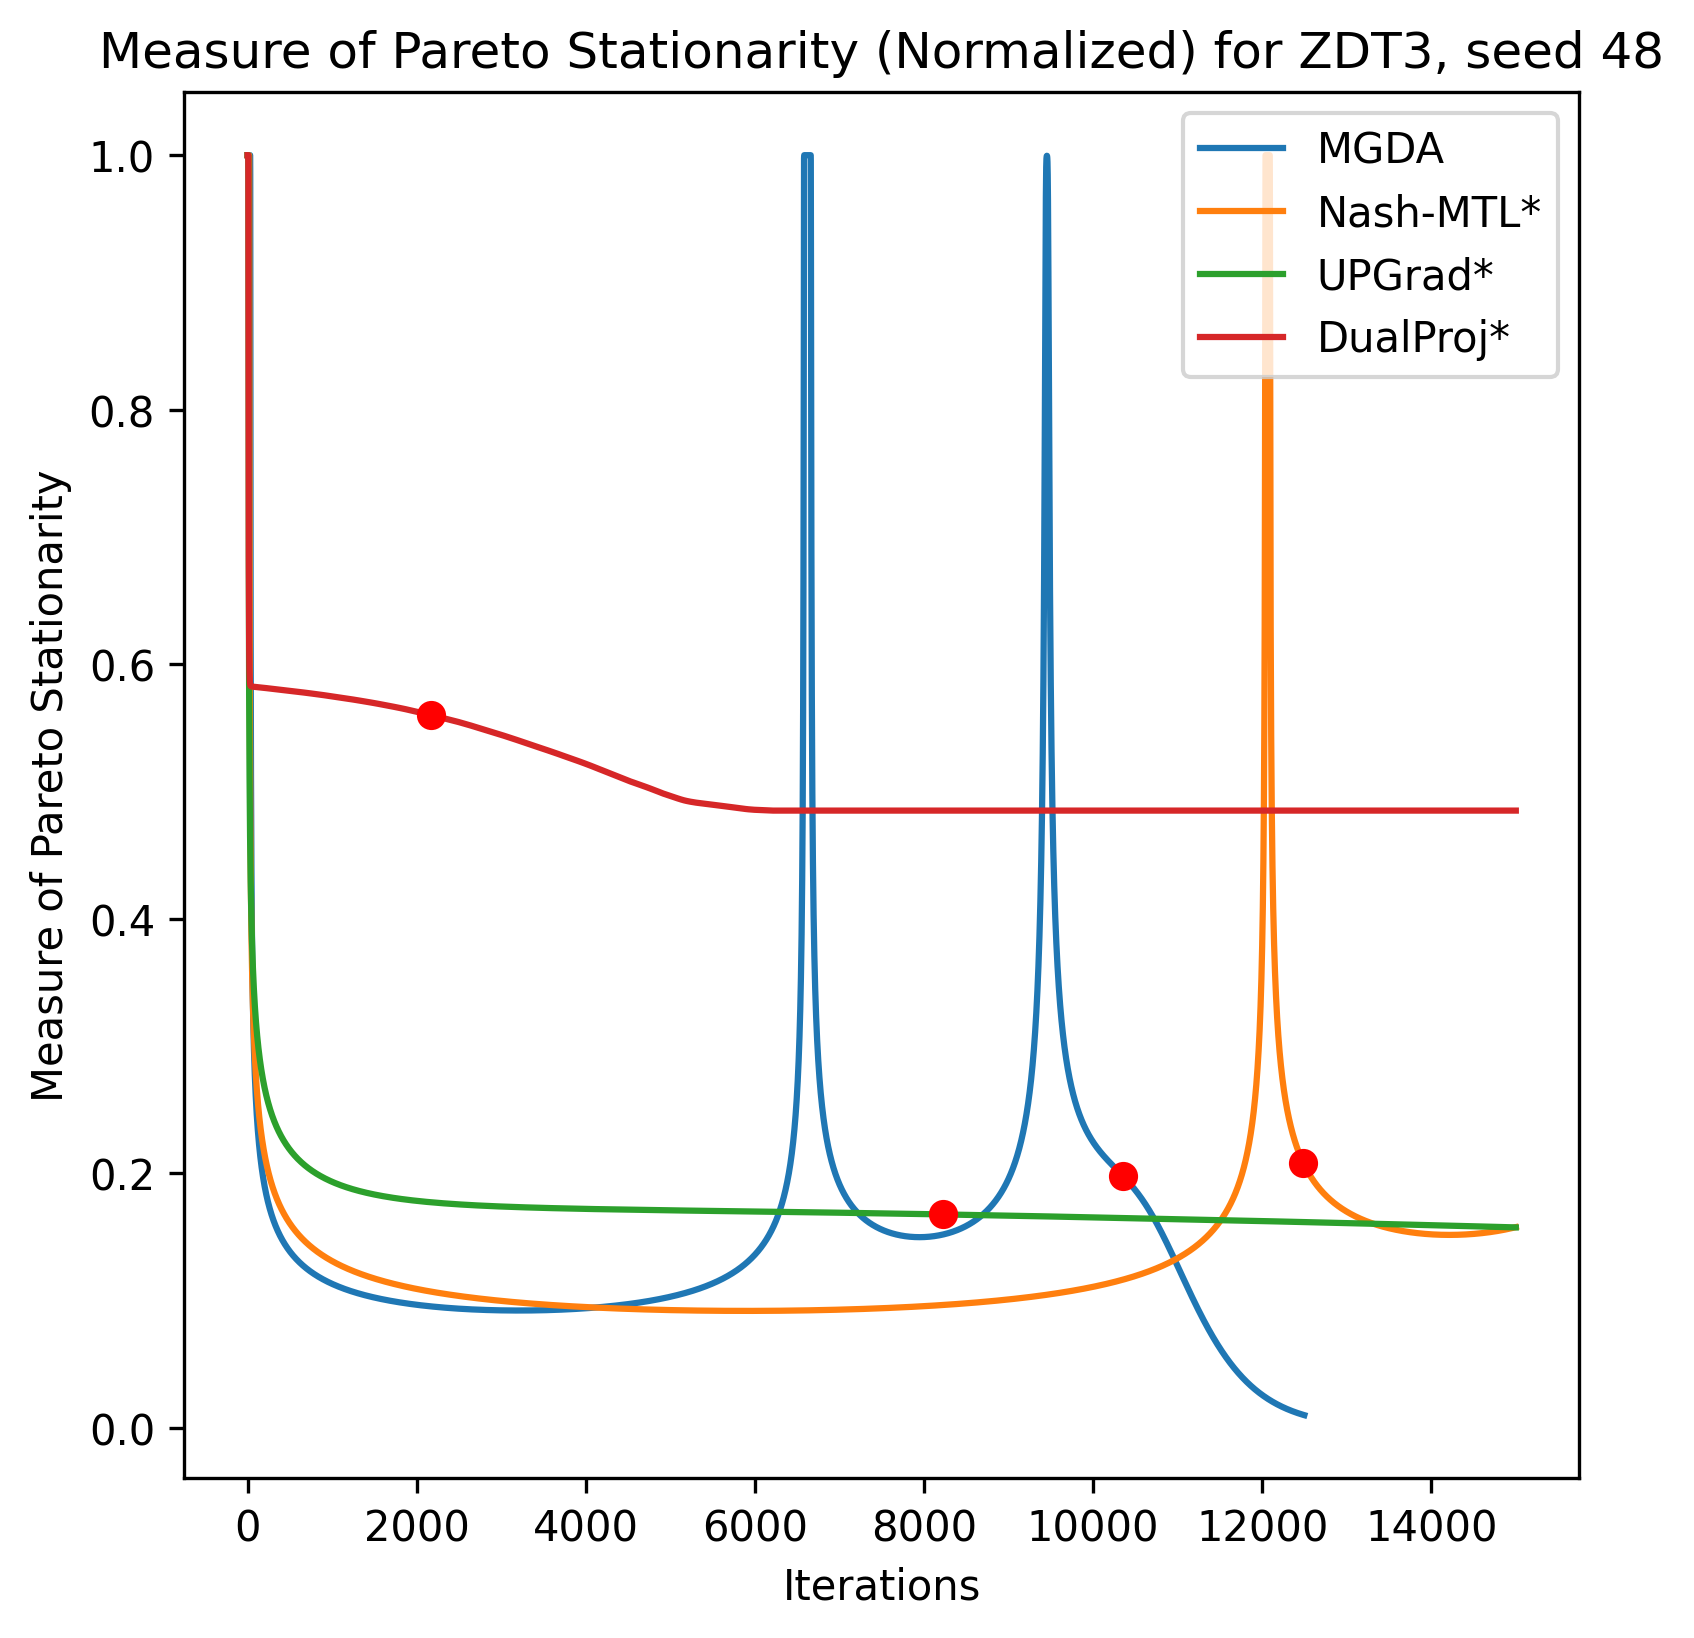 Measure of Pareto Stationarity (Normalized) for ZDT3, seed 48
MGDA
Nash-MTL*
UPGrad*
DualProj*
Measure of Pareto Stationarity
1.0
0.8
0.6
0.4
0.2
0.0
0 2000 4000 6000 8000 10000 12000 14000
Iterations